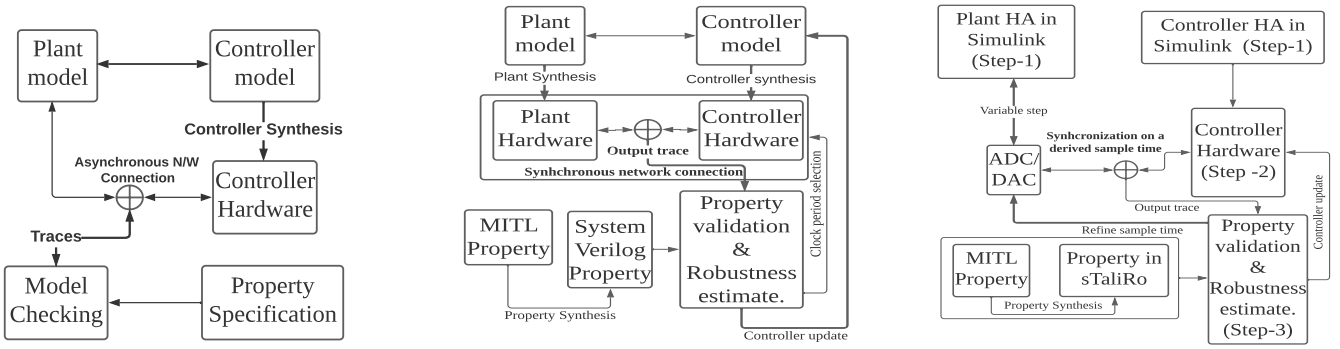 Plant
model
Controller
model
Controller Synthesis
Asynchronous N/W
Connection
Controller
Hardware
Traces
Model
Checking
Property
Specification
Plant
model
Controller
model
Plant Synthesis
Controller synthesis
Plant
Hardware
Controller
Hardware
Output trace
Synhchronous network connection
Clock period selection
MITL
Property
System
Verilog
Property
Property
validation
&
Robustness
estimate.
Property Synthesis
Controller update
Plant HA in
Simulink
(Step-1)
Controller HA in
Simulink (Step-1)
Variable step
Synhcronization on a
derived sample time
Controller
Hardware
(Step -2)
ADC/
DAC
Output trace
Controller update
Refine sample time
MITL
Property
Property in
sTaliRo
Property Synthesis
Property
validation
&
Robustness
estimate.
(Step-3)